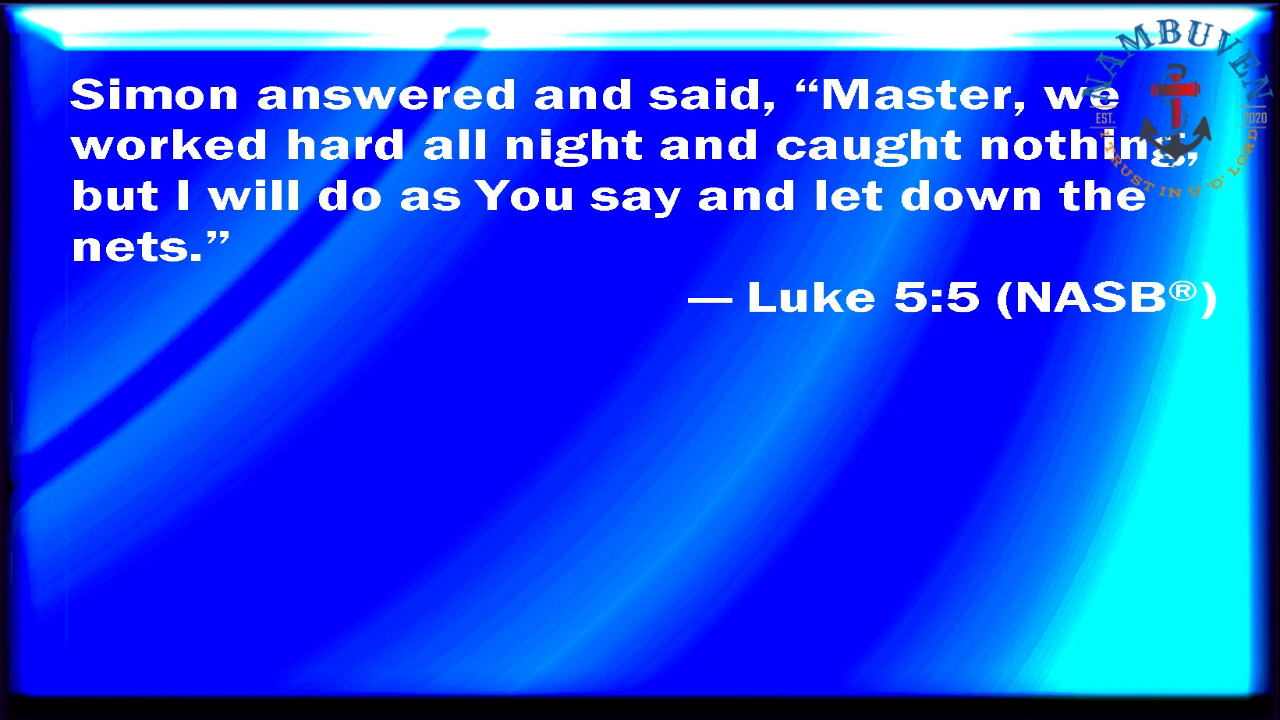 Simon answered and said, “Master, we
worked hard all night and caught nothing,
but I will do as You say and let down the
nets.”
— Luke 5:5 (NASB®)
NAMBUVEN
EST. 2020
I TRUST IN U 'O' LORD